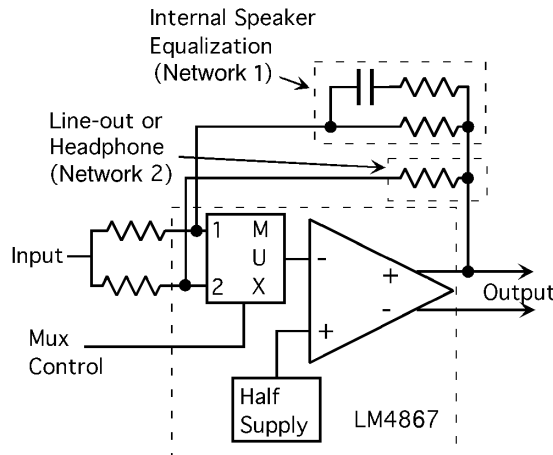 Internal Speaker
Equalization
(Network 1)
Line-out or
Headphone
(Network 2)
Input
1 M
U
2 X
-
+
+
-
Output
Mux
Control
Half
Supply
LM4867